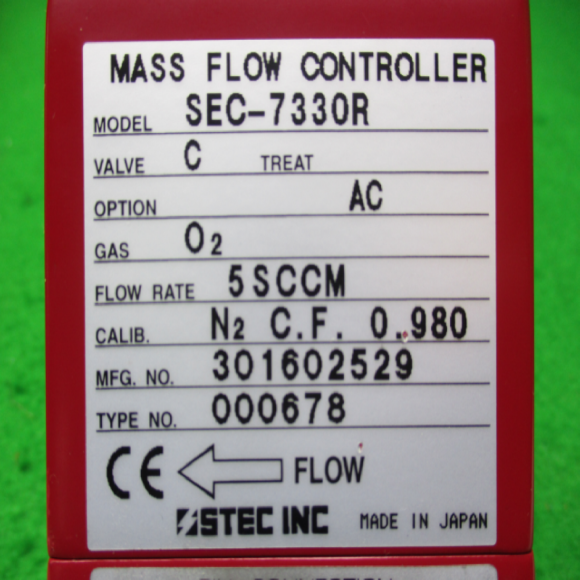 MASS FLOW CONTROLLER
MODEL SEC-7330R
VALVE C TREAT
OPTION AC
GAS O2
FLOW RATE 5SCCM
CALIB. N2 C.F. 0.980
MFG. NO. 301602529
TYPE NO. 000678
CE FLOW
STEC INC MADE IN JAPAN